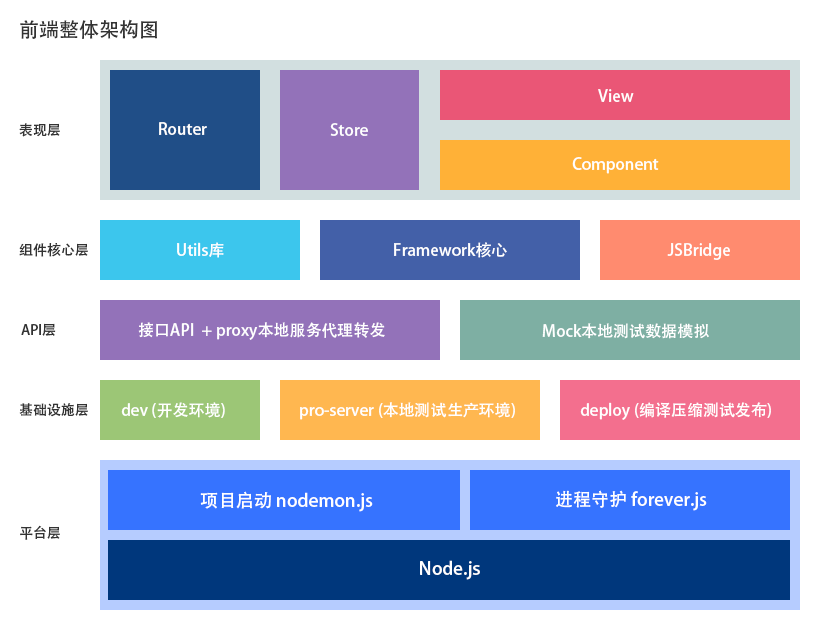 前端整体架构图
表现层
Router
Store
View
Component
组件核心层
Utils库
Framework核心
JSBridge
API层
接口API + proxy本地服务代理转发
Mock本地测试数据模拟
基础设施层
dev (开发环境)
pro-server (本地测试生产环境)
deploy (编译压缩测试发布)
平台层
项目启动 nodemon.js
进程守护 forever.js
Node.js